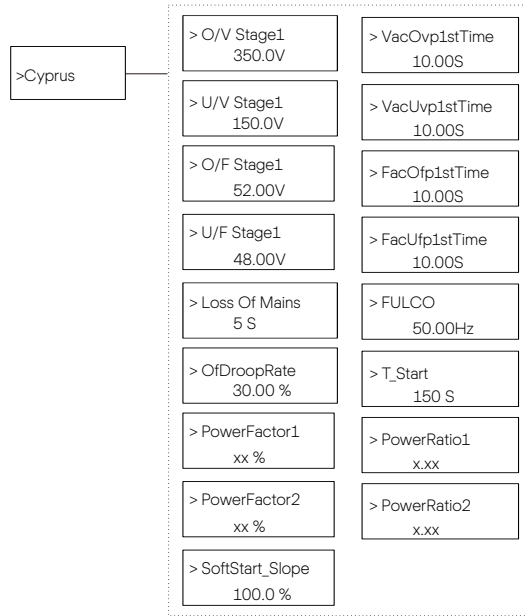 >Cyprus
> O/V Stage1
350.0V
> VacOvp1stTime
10.00S
> U/V Stage1
150.0V
> VacUvp1stTime
10.00S
> O/F Stage1
52.00V
> FacOfp1stTime
10.00S
> U/F Stage1
48.00V
> FacUfp1stTime
10.00S
> Loss Of Mains
5 S
> FULCO
50.00Hz
> OfDroopRate
30.00 %
> T_Start
150 S
> PowerFactor1
xx %
> PowerRatio1
x.xx
> PowerFactor2
xx %
> PowerRatio2
x.xx
> SoftStart_Slope
100.0 %